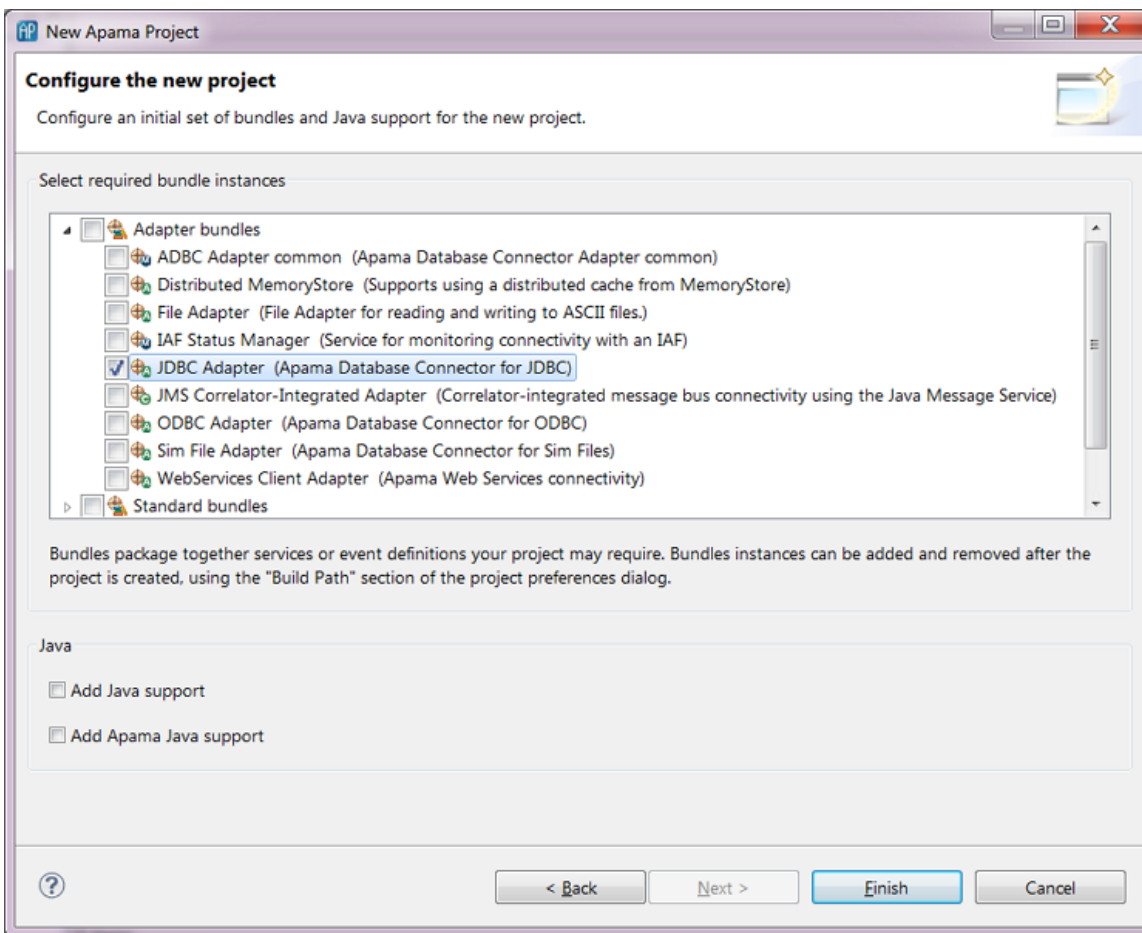 AP New Apama Project
Configure the new project
Configure an initial set of bundles and Java support for the new project.
Select required bundle instances
Adapter bundles
ADBC Adapter common (Apama Database Connector Adapter common)
Distributed MemoryStore (Supports using a distributed cache from MemoryStore)
File Adapter (File Adapter for reading and writing to ASCII files.)
IAF Status Manager (Service for monitoring connectivity with an IAF)
JDBC Adapter (Apama Database Connector for JDBC)
JMS Correlator-Integrated Adapter (Correlator-integrated message bus connectivity using the Java Message Service)
ODBC Adapter (Apama Database Connector for ODBC)
Sim File Adapter (Apama Database Connector for Sim Files)
WebServices Client Adapter (Apama Web Services connectivity)
Standard bundles
Bundles package together services or event definitions your project may require. Bundles instances can be added and removed after the
project is created, using the "Build Path" section of the project preferences dialog.
Java
Add Java support
Add Apama Java support
? < Back Next > Finish Cancel